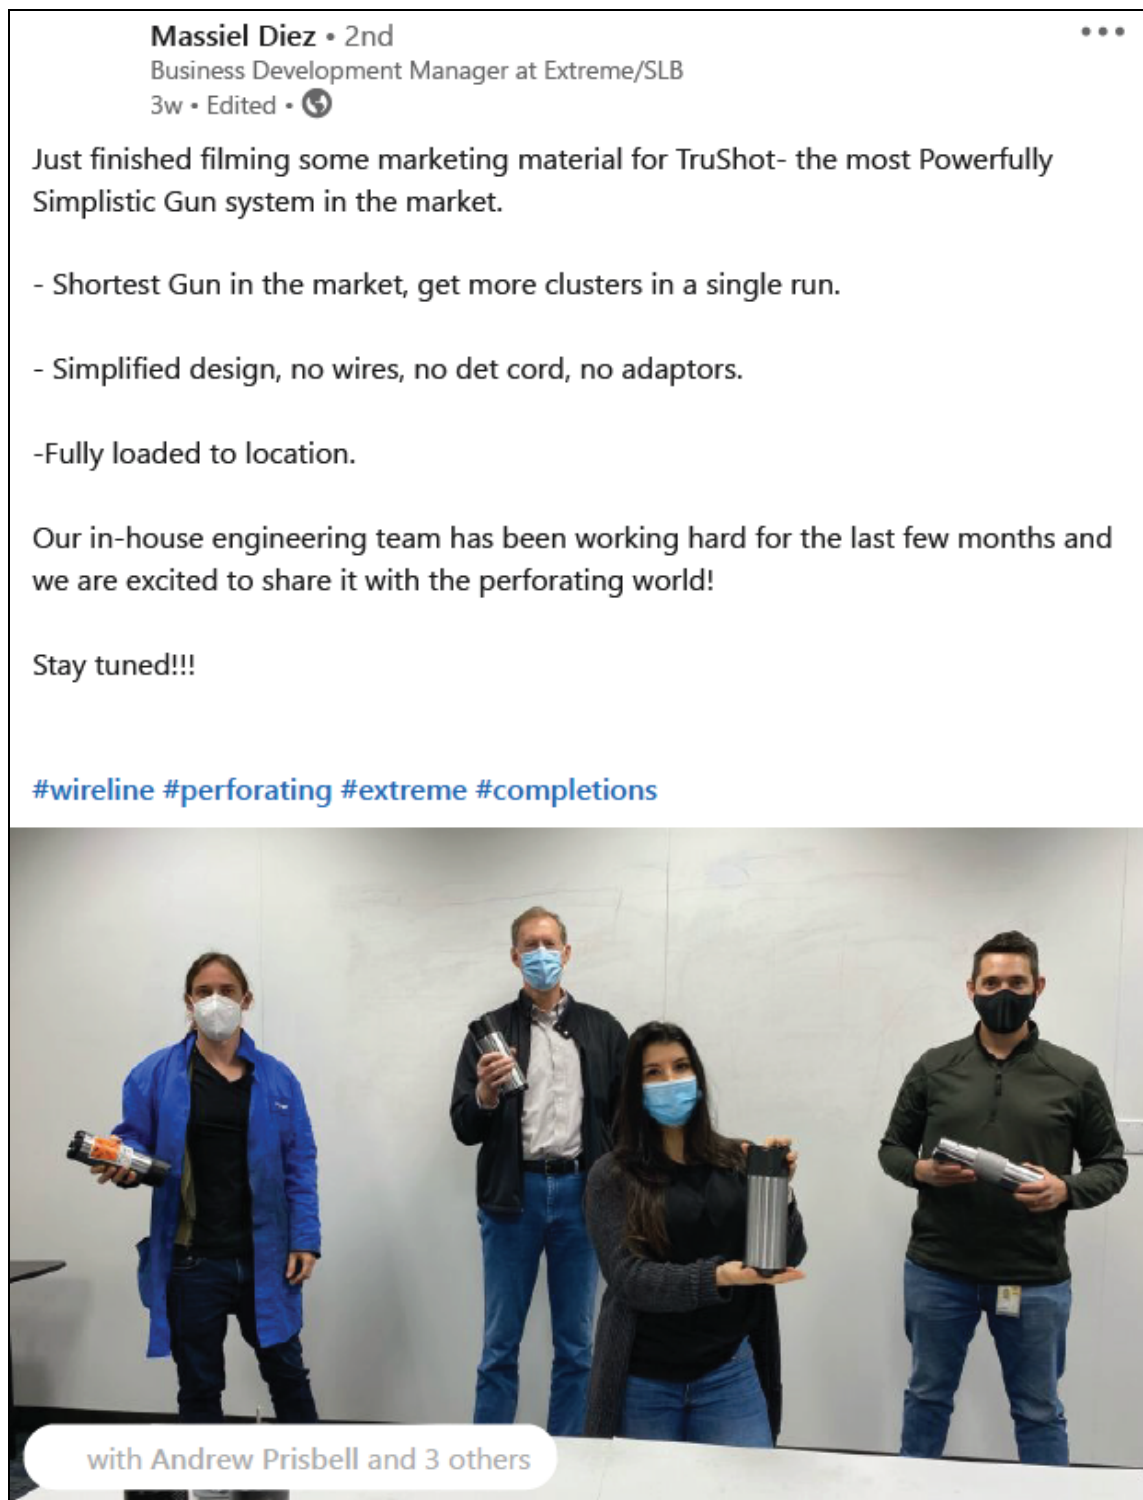 Massiel Diez • 2nd
Business Development Manager at Extreme/SLB
3w • Edited •
Just finished filming some marketing material for TruShot- the most Powerfully
Simplistic Gun system in the market.
- Shortest Gun in the market, get more clusters in a single run.
- Simplified design, no wires, no det cord, no adaptors.
-Fully loaded to location.
Our in-house engineering team has been working hard for the last few months and
we are excited to share it with the perforating world!
Stay tuned!!!
#wireline #perforating #extreme #completions
with Andrew Prisbell and 3 others